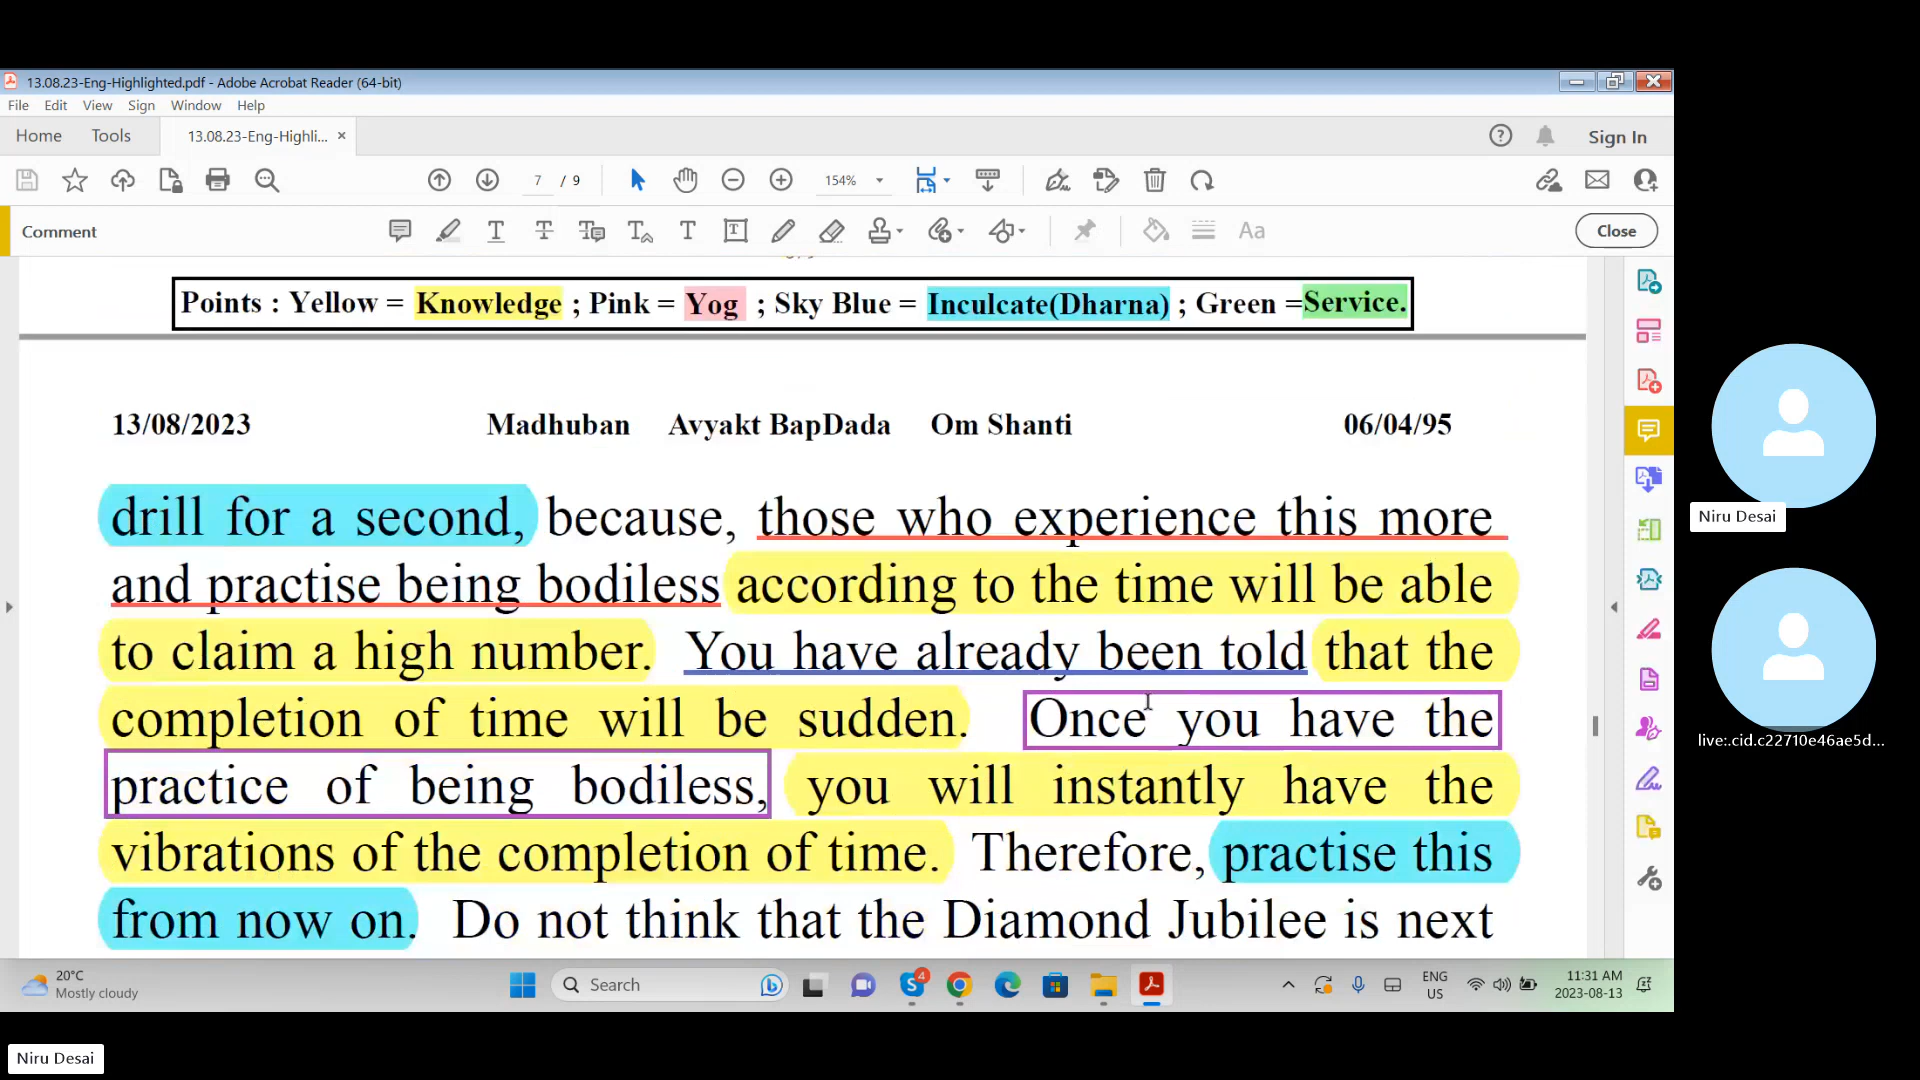 13.08.23-Eng-Highlighted.pdf - Adobe Acrobat Reader (64-bit)
File Edit View Sign Window Help
Home Tools 13.08.23-Eng-Highli... × Sign In
7 / 9 154%
Comment Close
Points : Yellow = Knowledge ; Pink = Yog ; Sky Blue = Inculcate(Dharna) ; Green =Service.
13/08/2023 Madhuban Avyakt BapDada Om Shanti 06/04/95
drill for a second, because, those who experience this more
and practise being bodiless according to the time will be able
to claim a high number. You have already been told that the
completion of time will be sudden. Once you have the
practice of being bodiless, you will instantly have the
vibrations of the completion of time. Therefore, practise this
from now on. Do not think that the Diamond Jubilee is next
Niru Desai
live:.cid.c22710e46ae5d...
20°C
Mostly cloudy
Search
4
ENG
US
11:31 AM
2023-08-13
Niru Desai